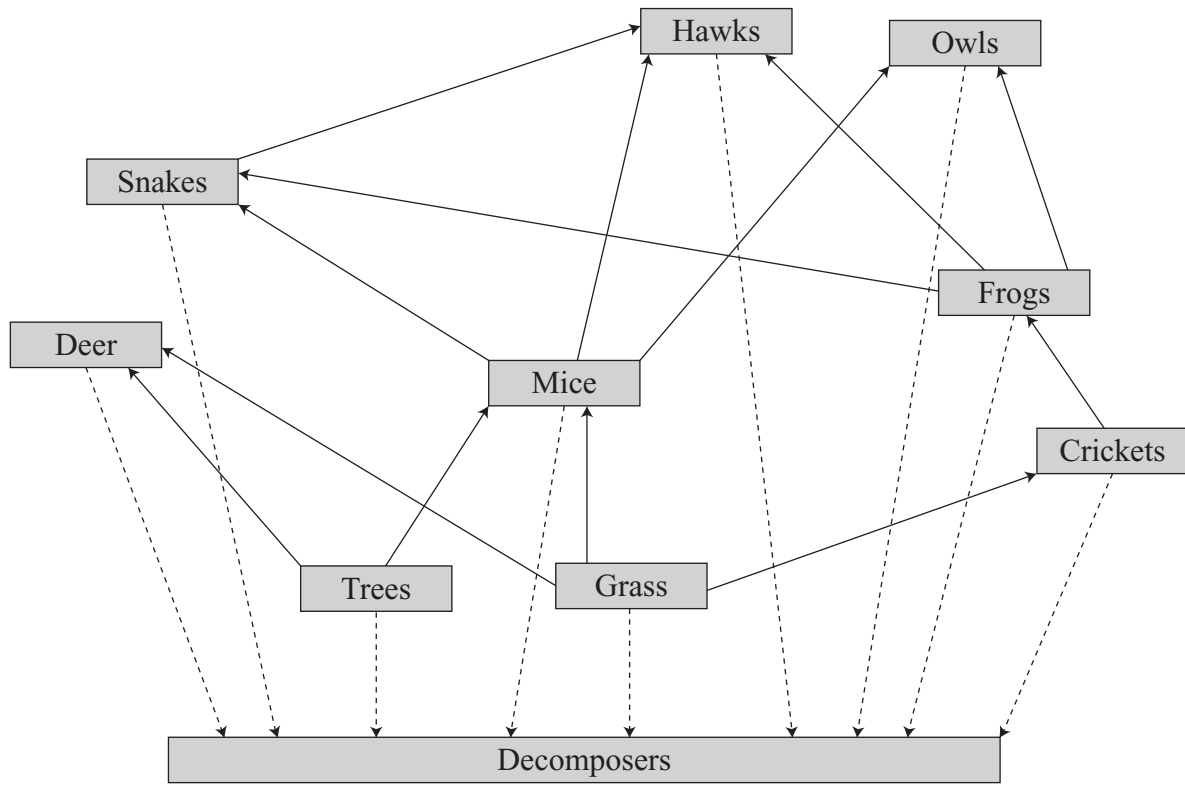 Hawks
Owls
Snakes
Frogs
Deer
Mice
Crickets
Trees
Grass
Decomposers